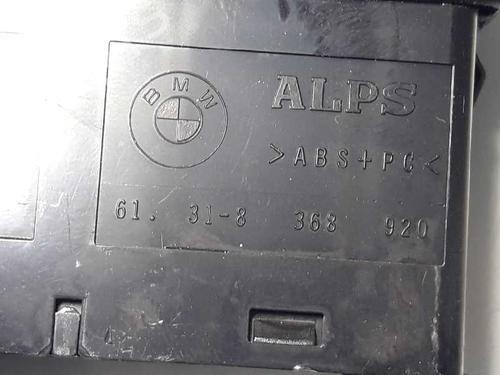 BMW
ALPS
>ABS+PC<
61. 31-8 368 920